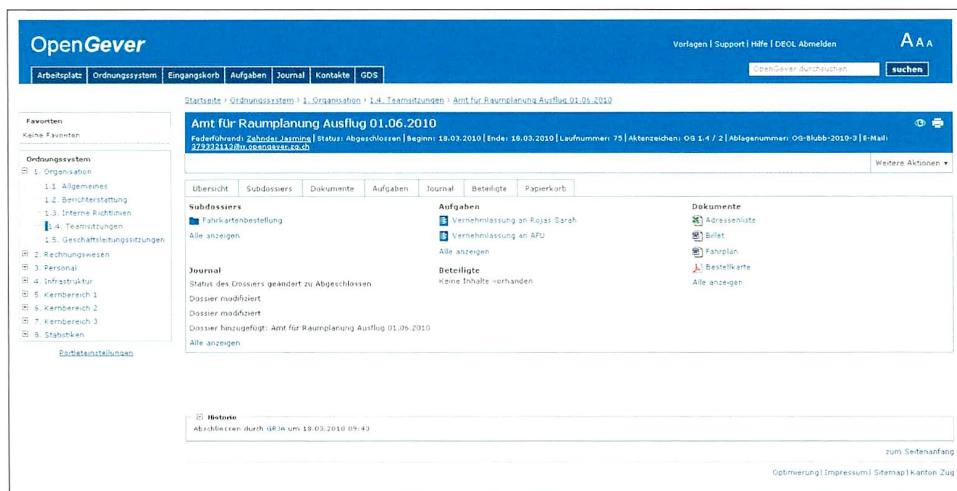 OpenGever
Vorlagen | Support | Hilfe | DEOL Abmelden
A A A
Arbeitsplatz Ordnungssystem Eingangskorb Aufgaben Journal Kontakte GDS
OpenGever durchsuchen suchen
Startseite › Ordnungssystem › 1. Organisation › 1.4. Teamsitzungen › Amt für Raumplanung Ausflug 01.06.2010
Favoriten
Keine Favoriten
Ordnungssystem
1. Organisation
1.1. Allgemeines
1.2. Berichterstattung
1.3. Interne Richtlinien
1.4. Teamsitzungen
1.5. Geschäftsleitungssitzungen
2. Rechnungswesen
3. Personal
4. Infrastruktur
5. Kernbereich 1
6. Kernbereich 2
7. Kernbereich 3
8. Statistiken
Portleteinstellungen
Amt für Raumplanung Ausflug 01.06.2010
Federführend: Zehnder Jasmine | Status: Abgeschlossen | Beginn: 18.03.2010 | Ende: 18.03.2010 | Laufnummer: 75 | Aktenzeichen: OG 1.4 / 2 | Ablagenummer: OG-Blubb-2010-3 | E-Mail:
Weitere Aktionen ▾
Übersicht Subdossiers Dokumente Aufgaben Journal Beteiligte Papierkorb
Subdossiers
Fahrkartenbestellung
Alle anzeigen
Aufgaben
Vernehmlassung an Rojas Sarah
Vernehmlassung an AFU
Alle anzeigen
Dokumente
Adressenliste
Billet
Fahrplan
Bestellkarte
Alle anzeigen
Journal
Status des Dossiers geändert zu Abgeschlossen
Dossier modifiziert
Dossier modifiziert
Dossier hinzugefügt: Amt für Raumplanung Ausflug 01.06.2010
Alle anzeigen
Beteiligte
Keine Inhalte vorhanden
Historie
Abschliessen durch GRJA um 18.03.2010 09:43
zum Seitenanfang
Optimierung | Impressum | Sitemap | Kanton Zug